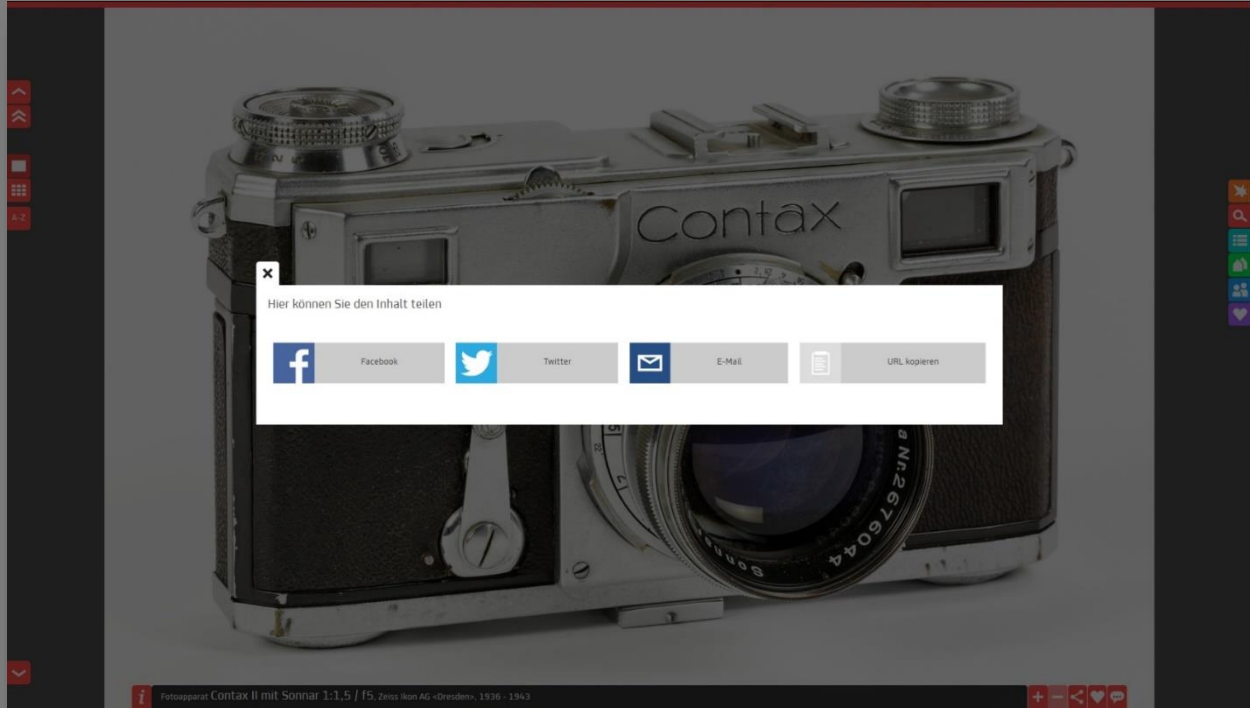 Contax
A-Z
Hier können Sie den Inhalt teilen
Facebook
Twitter
E-Mail
URL kopieren
Sonnar Nr. 2676044
Fotoapparat Contax II mit Sonnar 1:1,5 / f5, Zeiss Ikon AG <Dresden>, 1936 - 1943